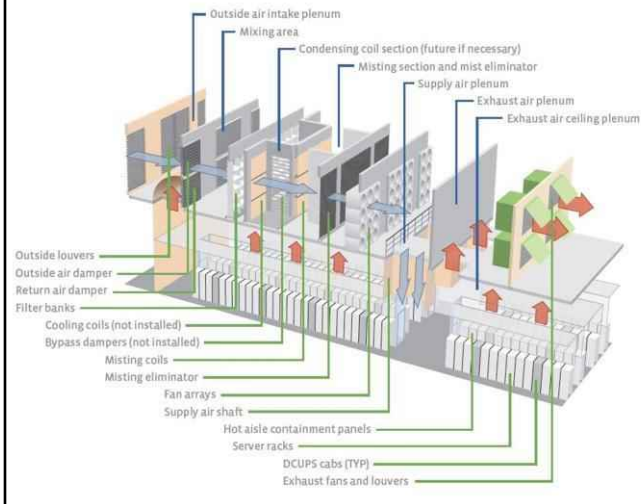 Outside air intake plenum
Mixing area
Condensing coil section (future if necessary)
Misting section and mist eliminator
Supply air plenum
Exhaust air plenum
Exhaust air ceiling plenum
Outside louvers
Outside air damper
Return air damper
Filter banks
Cooling coils (not installed)
Bypass dampers (not installed)
Misting coils
Misting eliminator
Fan arrays
Supply air shaft
Hot aisle containment panels
Server racks
DCUPS cabs (TYP)
Exhaust fans and louvers